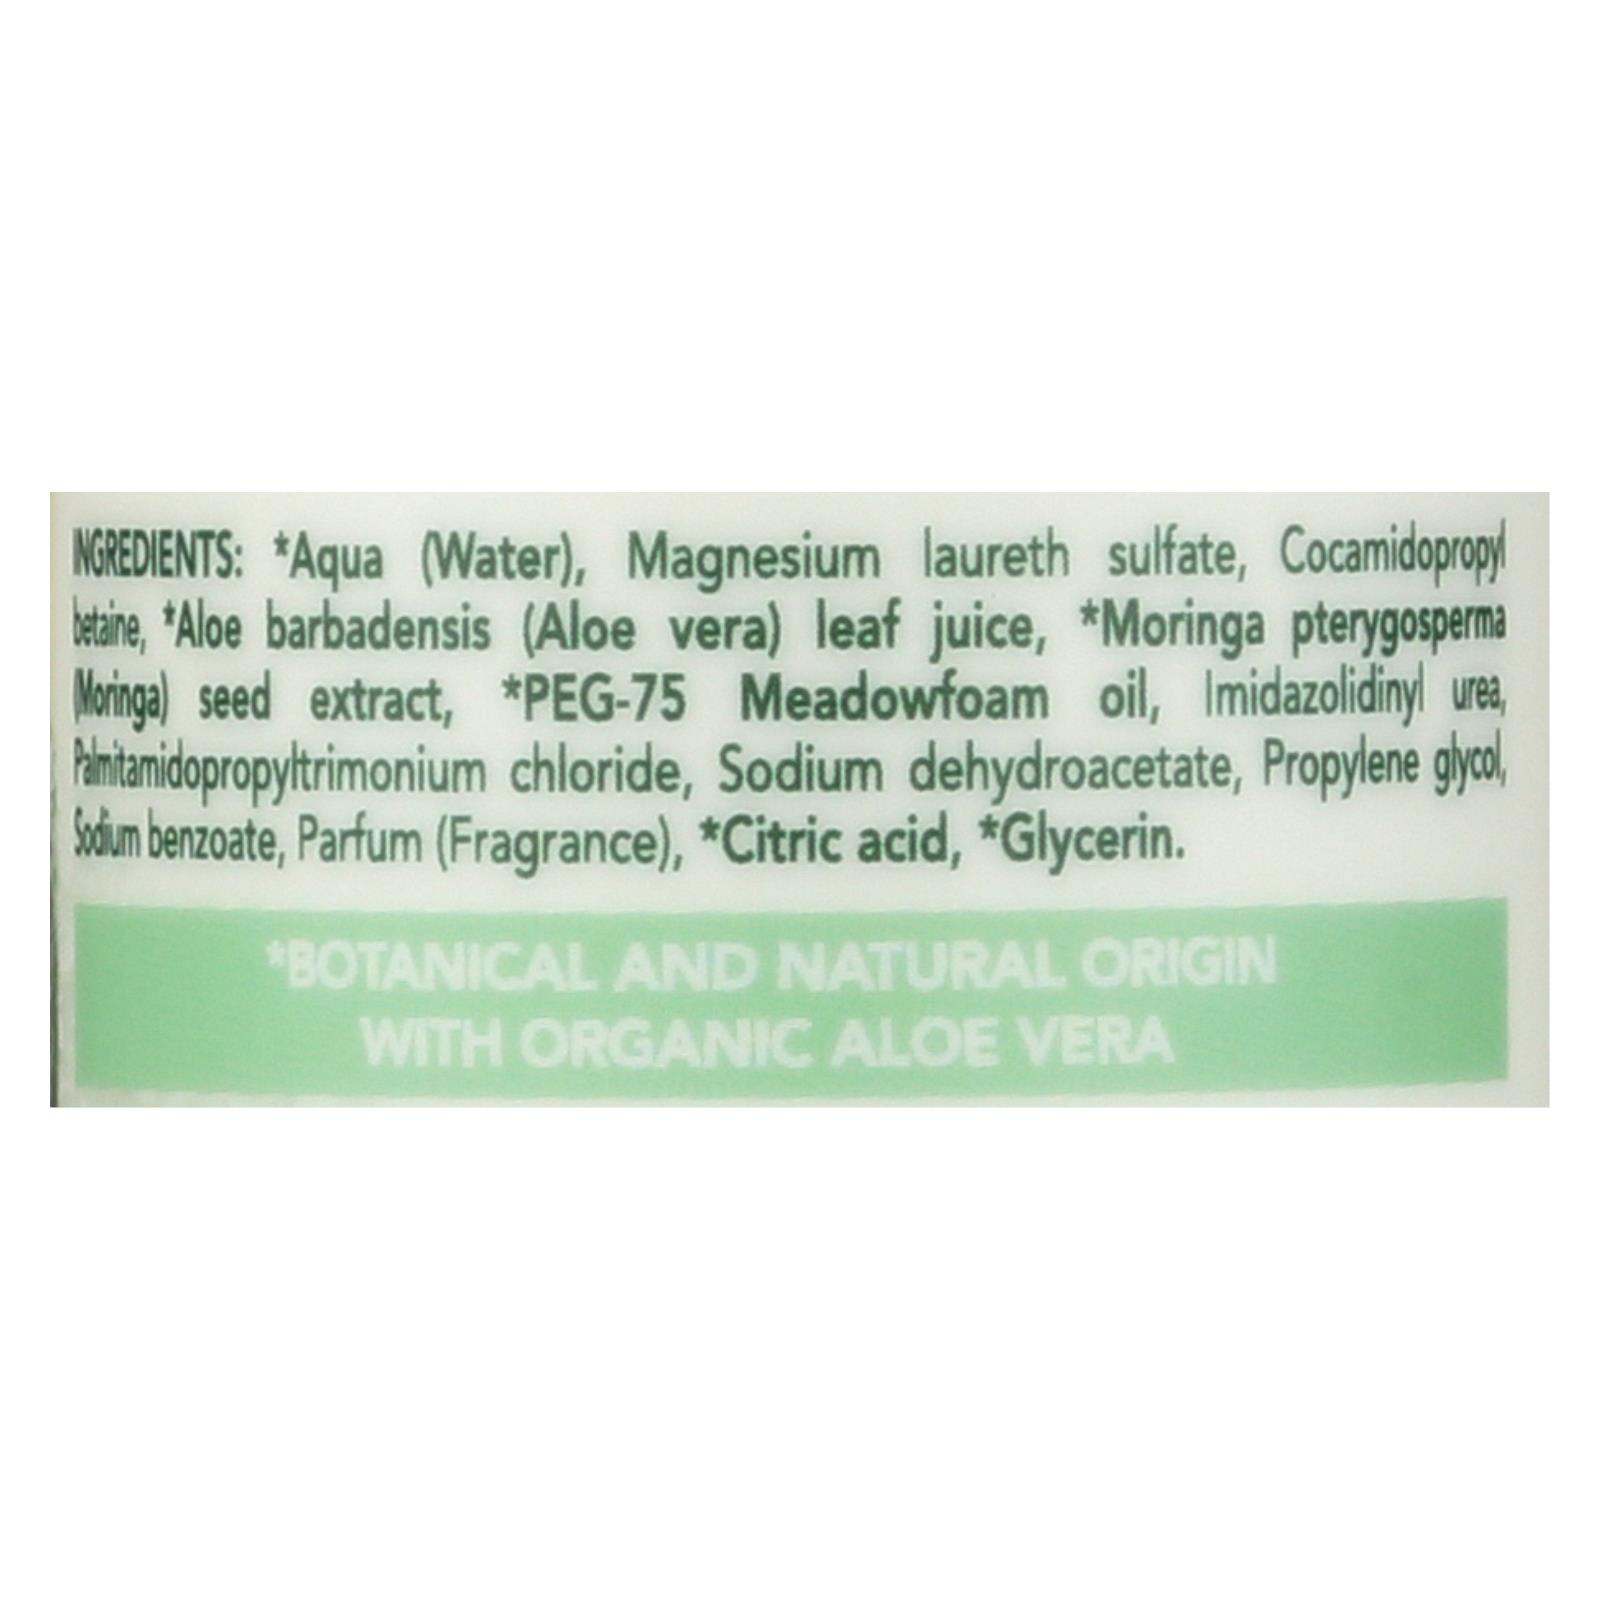 INGREDIENTS: *Aqua (Water), Magnesium laureth sulfate, Cocamidopropyl
betaine, *Aloe barbadensis (Aloe vera) leaf juice, *Moringa pterygosperma
(Moringa) seed extract, *PEG-75 Meadowfoam oil, Imidazolidinyl urea,
Palmitamidopropyltrimonium chloride, Sodium dehydroacetate, Propylene glycol,
Sodium benzoate, Parfum (Fragrance), *Citric acid, *Glycerin.
*BOTANICAL AND NATURAL ORIGIN
WITH ORGANIC ALOE VERA